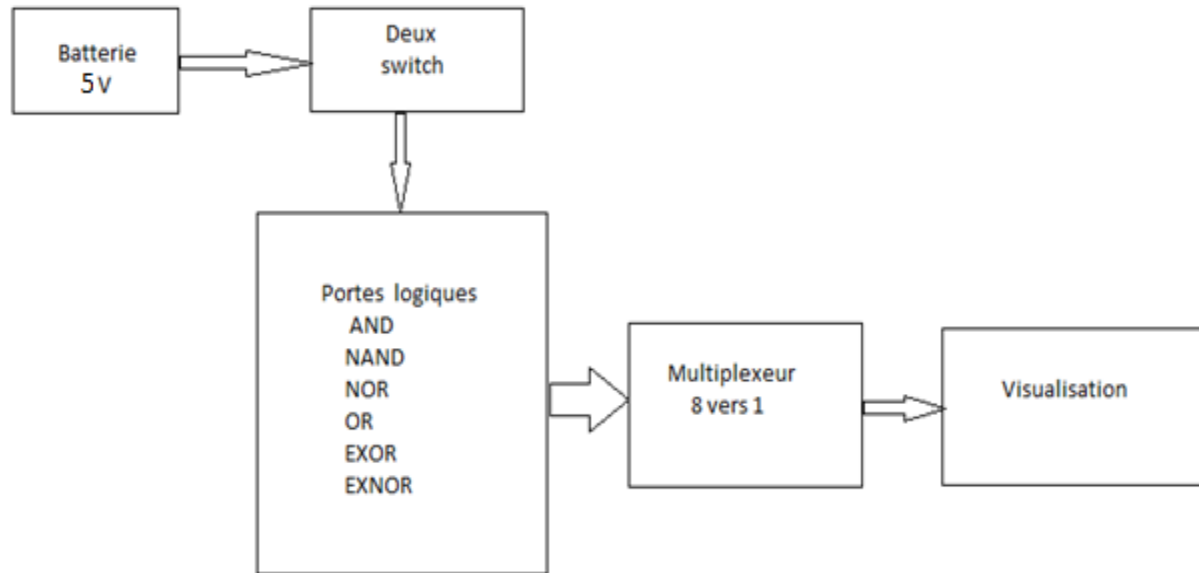 Batterie
5V
Deux
switch
Portes logiques
AND
NAND
NOR
OR
EXOR
EXNOR
Multiplexeur
8 vers 1
Visualisation